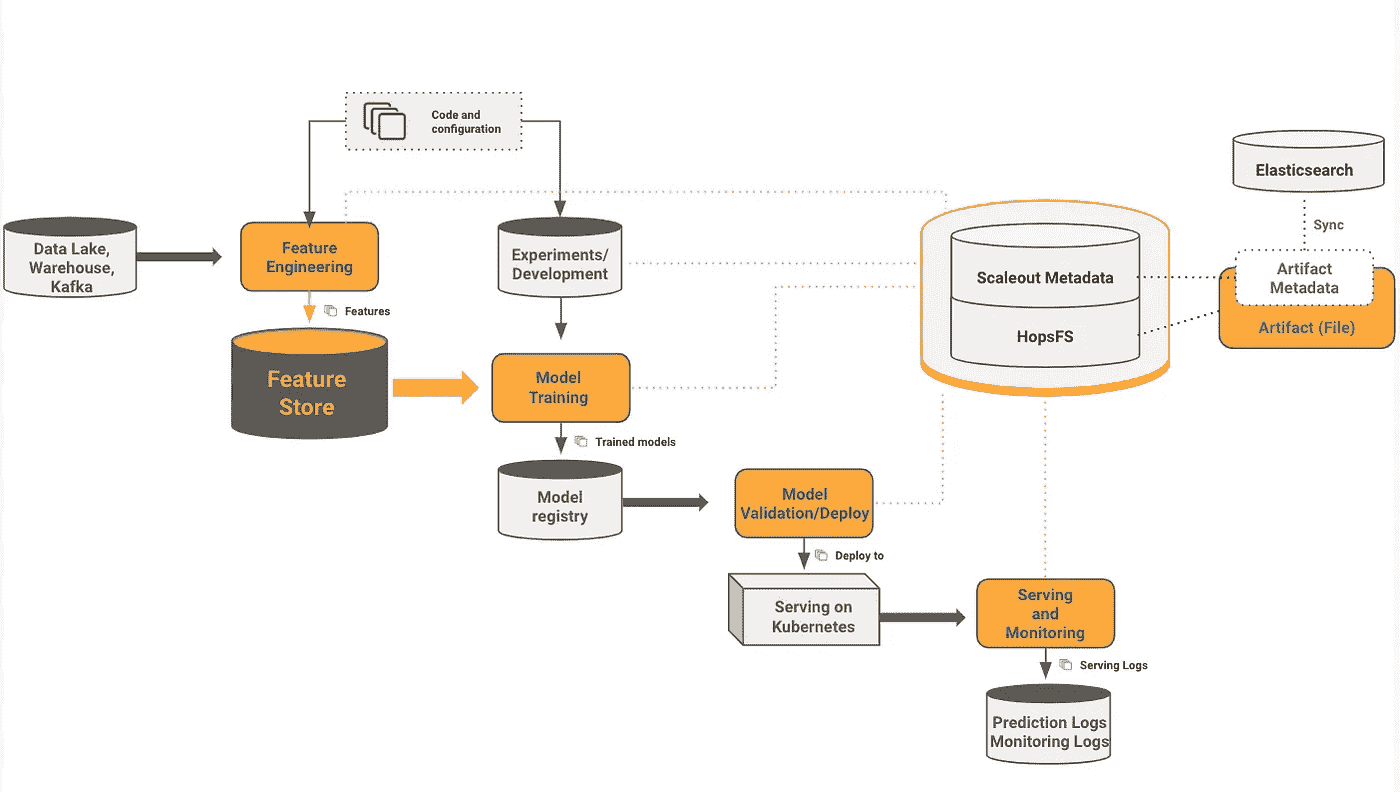 Code and
configuration
Elasticsearch
Sync
Data Lake,
Warehouse,
Kafka
Feature
Engineering
Experiments/
Development
Scaleout Metadata
HopsFS
Artifact
Metadata
Artifact (File)
Features
Feature
Store
Model
Training
Trained models
Model
registry
Model
Validation/Deploy
Deploy to
Serving on
Kubernetes
Serving
and
Monitoring
Serving Logs
Prediction Logs
Monitoring Logs